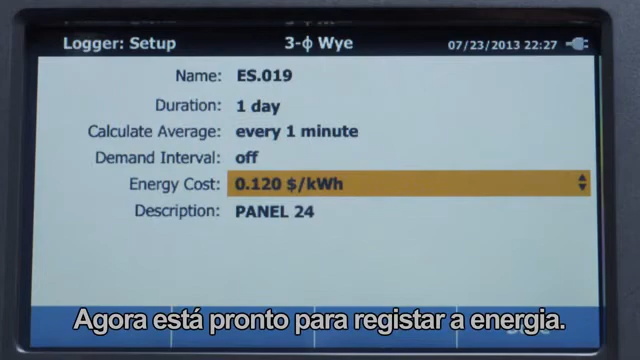 Logger: Setup 3-ϕ Wye 07/23/2013 22:27
Name: ES.019
Duration: 1 day
Calculate Average: every 1 minute
Demand Interval: off
Energy Cost: 0.120 $/kWh
Description: PANEL 24
Agora está pronto para registar a energia.